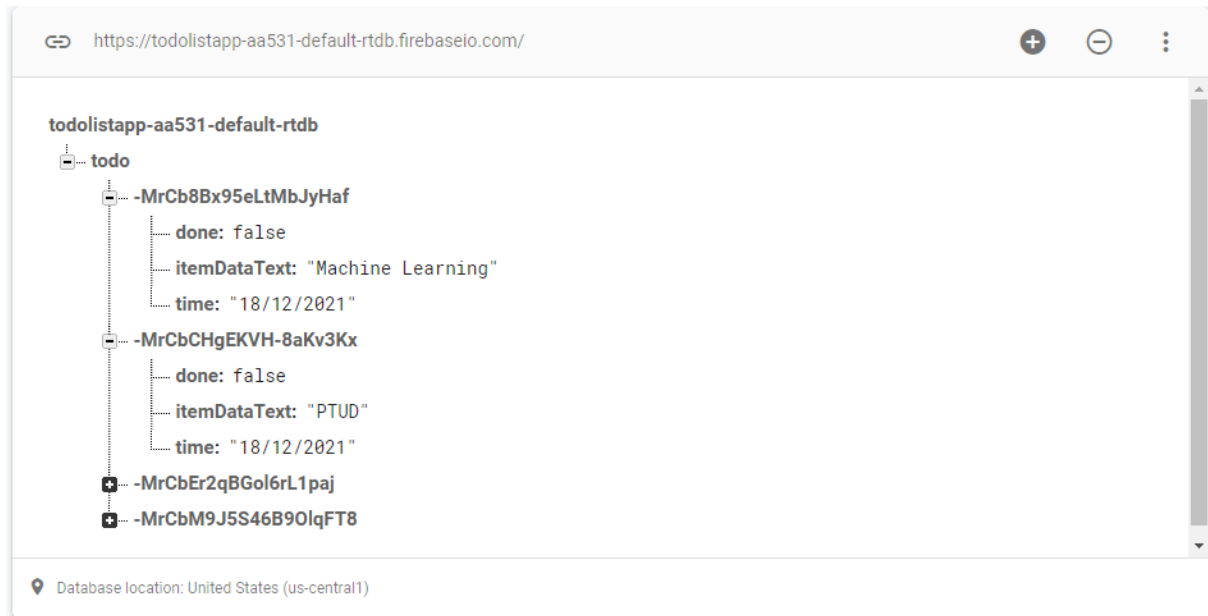 https://todolistapp-aa531-default-rtdb.firebaseio.com/
todolistapp-aa531-default-rtdb
todo
-MrCb8Bx95eLtMbJyHaf
done: false
itemDataText: "Machine Learning"
time: "18/12/2021"
-MrCbCHgEKVH-8aKv3Kx
done: false
itemDataText: "PTUD"
time: "18/12/2021"
-MrCbEr2qBGol6rL1paj
-MrCbM9J5S46B9OlqFT8
Database location: United States (us-central1)